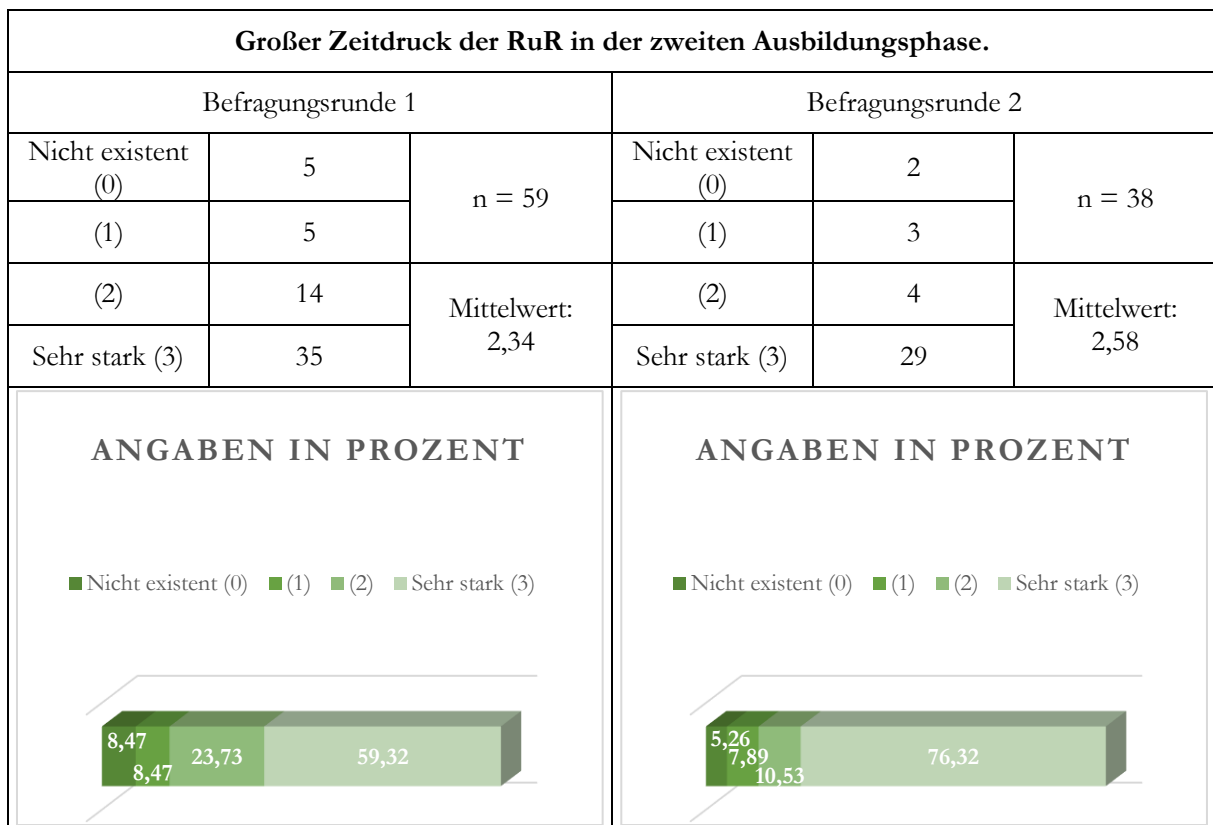 Großer Zeitdruck der RuR in der zweiten Ausbildungsphase.
Befragungsrunde 1
Nicht existent
(0)
5
n = 59
(1)
5
(2)
14
Mittelwert:
2,34
Sehr stark (3)
35
Befragungsrunde 2
Nicht existent
(0)
2
n = 38
(1)
3
(2)
4
Mittelwert:
2,58
Sehr stark (3)
29
ANGABEN IN PROZENT
Nicht existent (0) (1) (2) Sehr stark (3)
8,47
8,47
23,73
59,32
ANGABEN IN PROZENT
Nicht existent (0) (1) (2) Sehr stark (3)
5,26
7,89
10,53
76,32